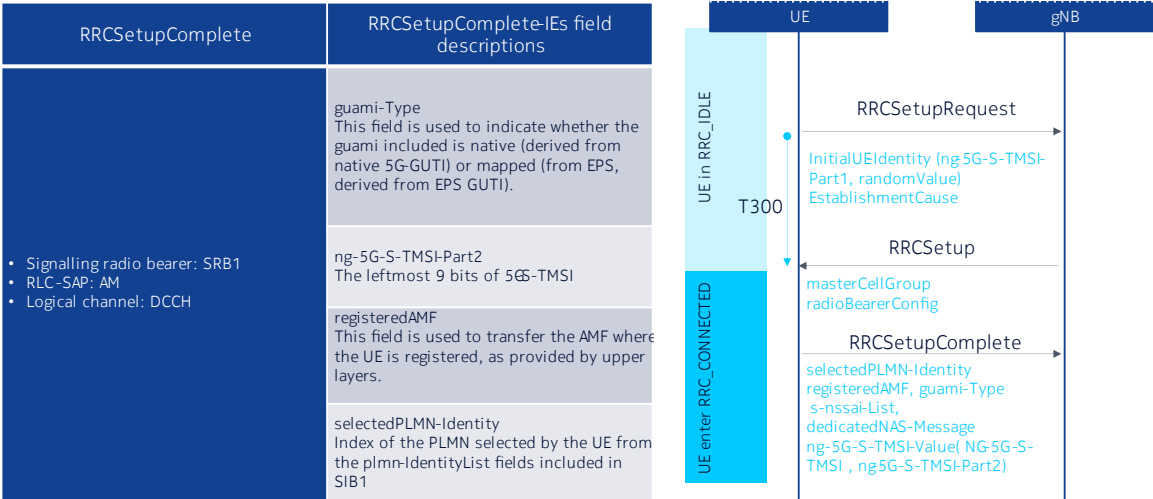 RRCSetupComplete
RRCSetupComplete-IEs field
descriptions
• Signalling radio bearer: SRB1
• RLC-SAP: AM
• Logical channel: DCCH
guami-Type
This field is used to indicate whether the
guami included is native (derived from
native 5G-GUTI) or mapped (from EPS,
derived from EPS GUTI).
ng-5G-S-TMSI-Part2
The leftmost 9 bits of 5G-S-TMSI
registeredAMF
This field is used to transfer the AMF where
the UE is registered, as provided by upper
layers.
selectedPLMN-Identity
Index of the PLMN selected by the UE from
the plmn-IdentityList fields included in
SIB1
UE
gNB
UE in RRC_IDLE
T300
RRCSetupRequest
InitialUEIdentity (ng-5G-S-TMSI-
Part1, randomValue)
EstablishmentCause
RRCSetup
masterCellGroup
radioBearerConfig
UE enter RRC_CONNECTED
RRCSetupComplete
selectedPLMN-Identity
registeredAMF, guami-Type
s-nssai-List,
dedicatedNAS-Message
ng-5G-S-TMSI-Value( NG-5G-S-
TMSI , ng-5G-S-TMSI-Part2)